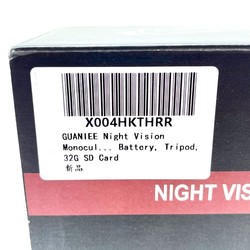 X004HKTHRR
GUANIEE Night Vision
Monocul... Battery, Tripod,
32G SD Card
新品
NIGHT VIS